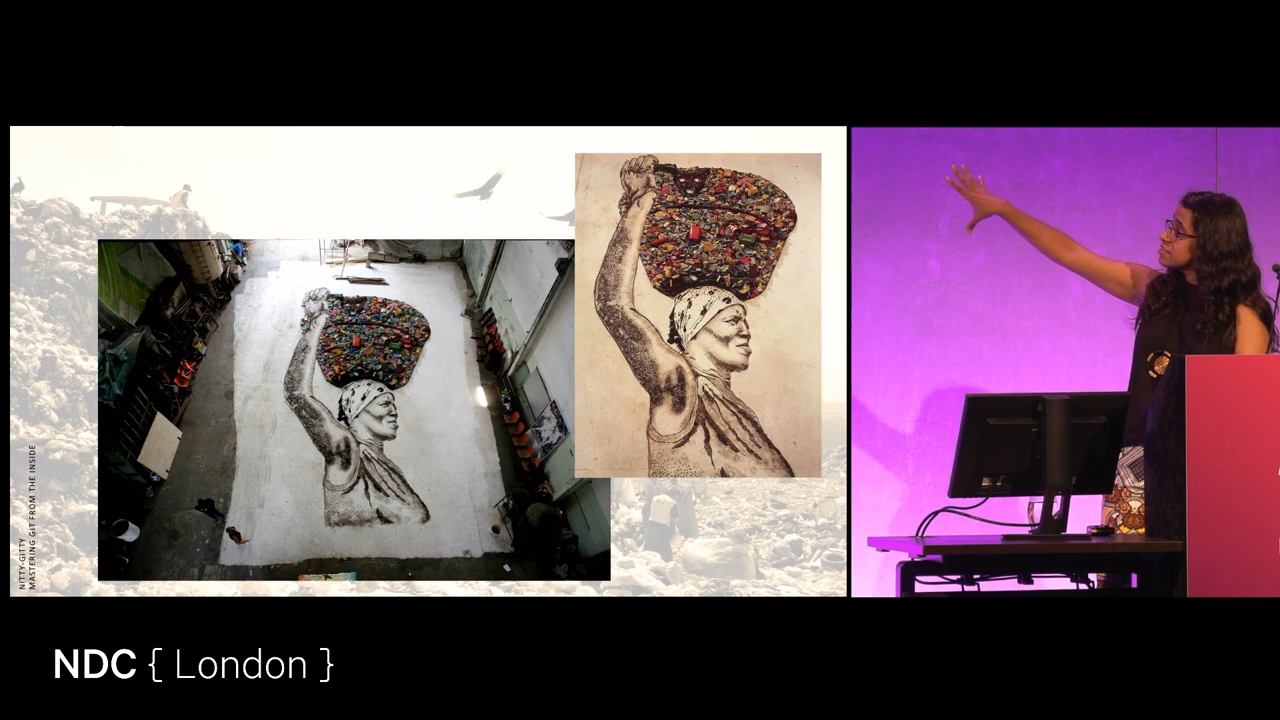 NITTY-GITTY
MASTERING GIT FROM THE INSIDE
NDC { London }